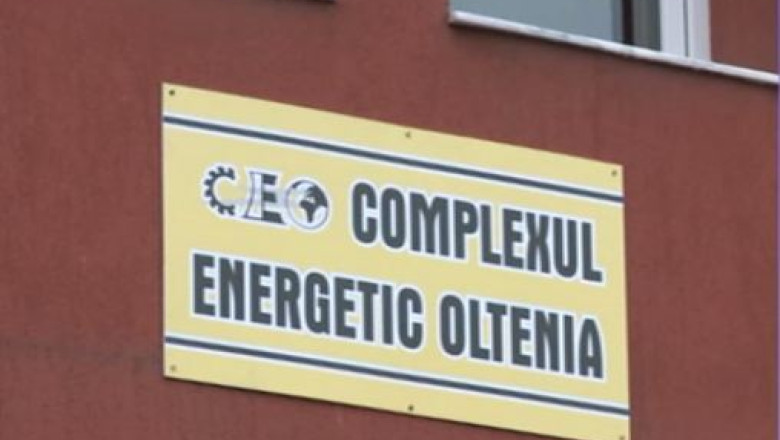 CEO COMPLEXUL
ENERGETIC OLTENIA